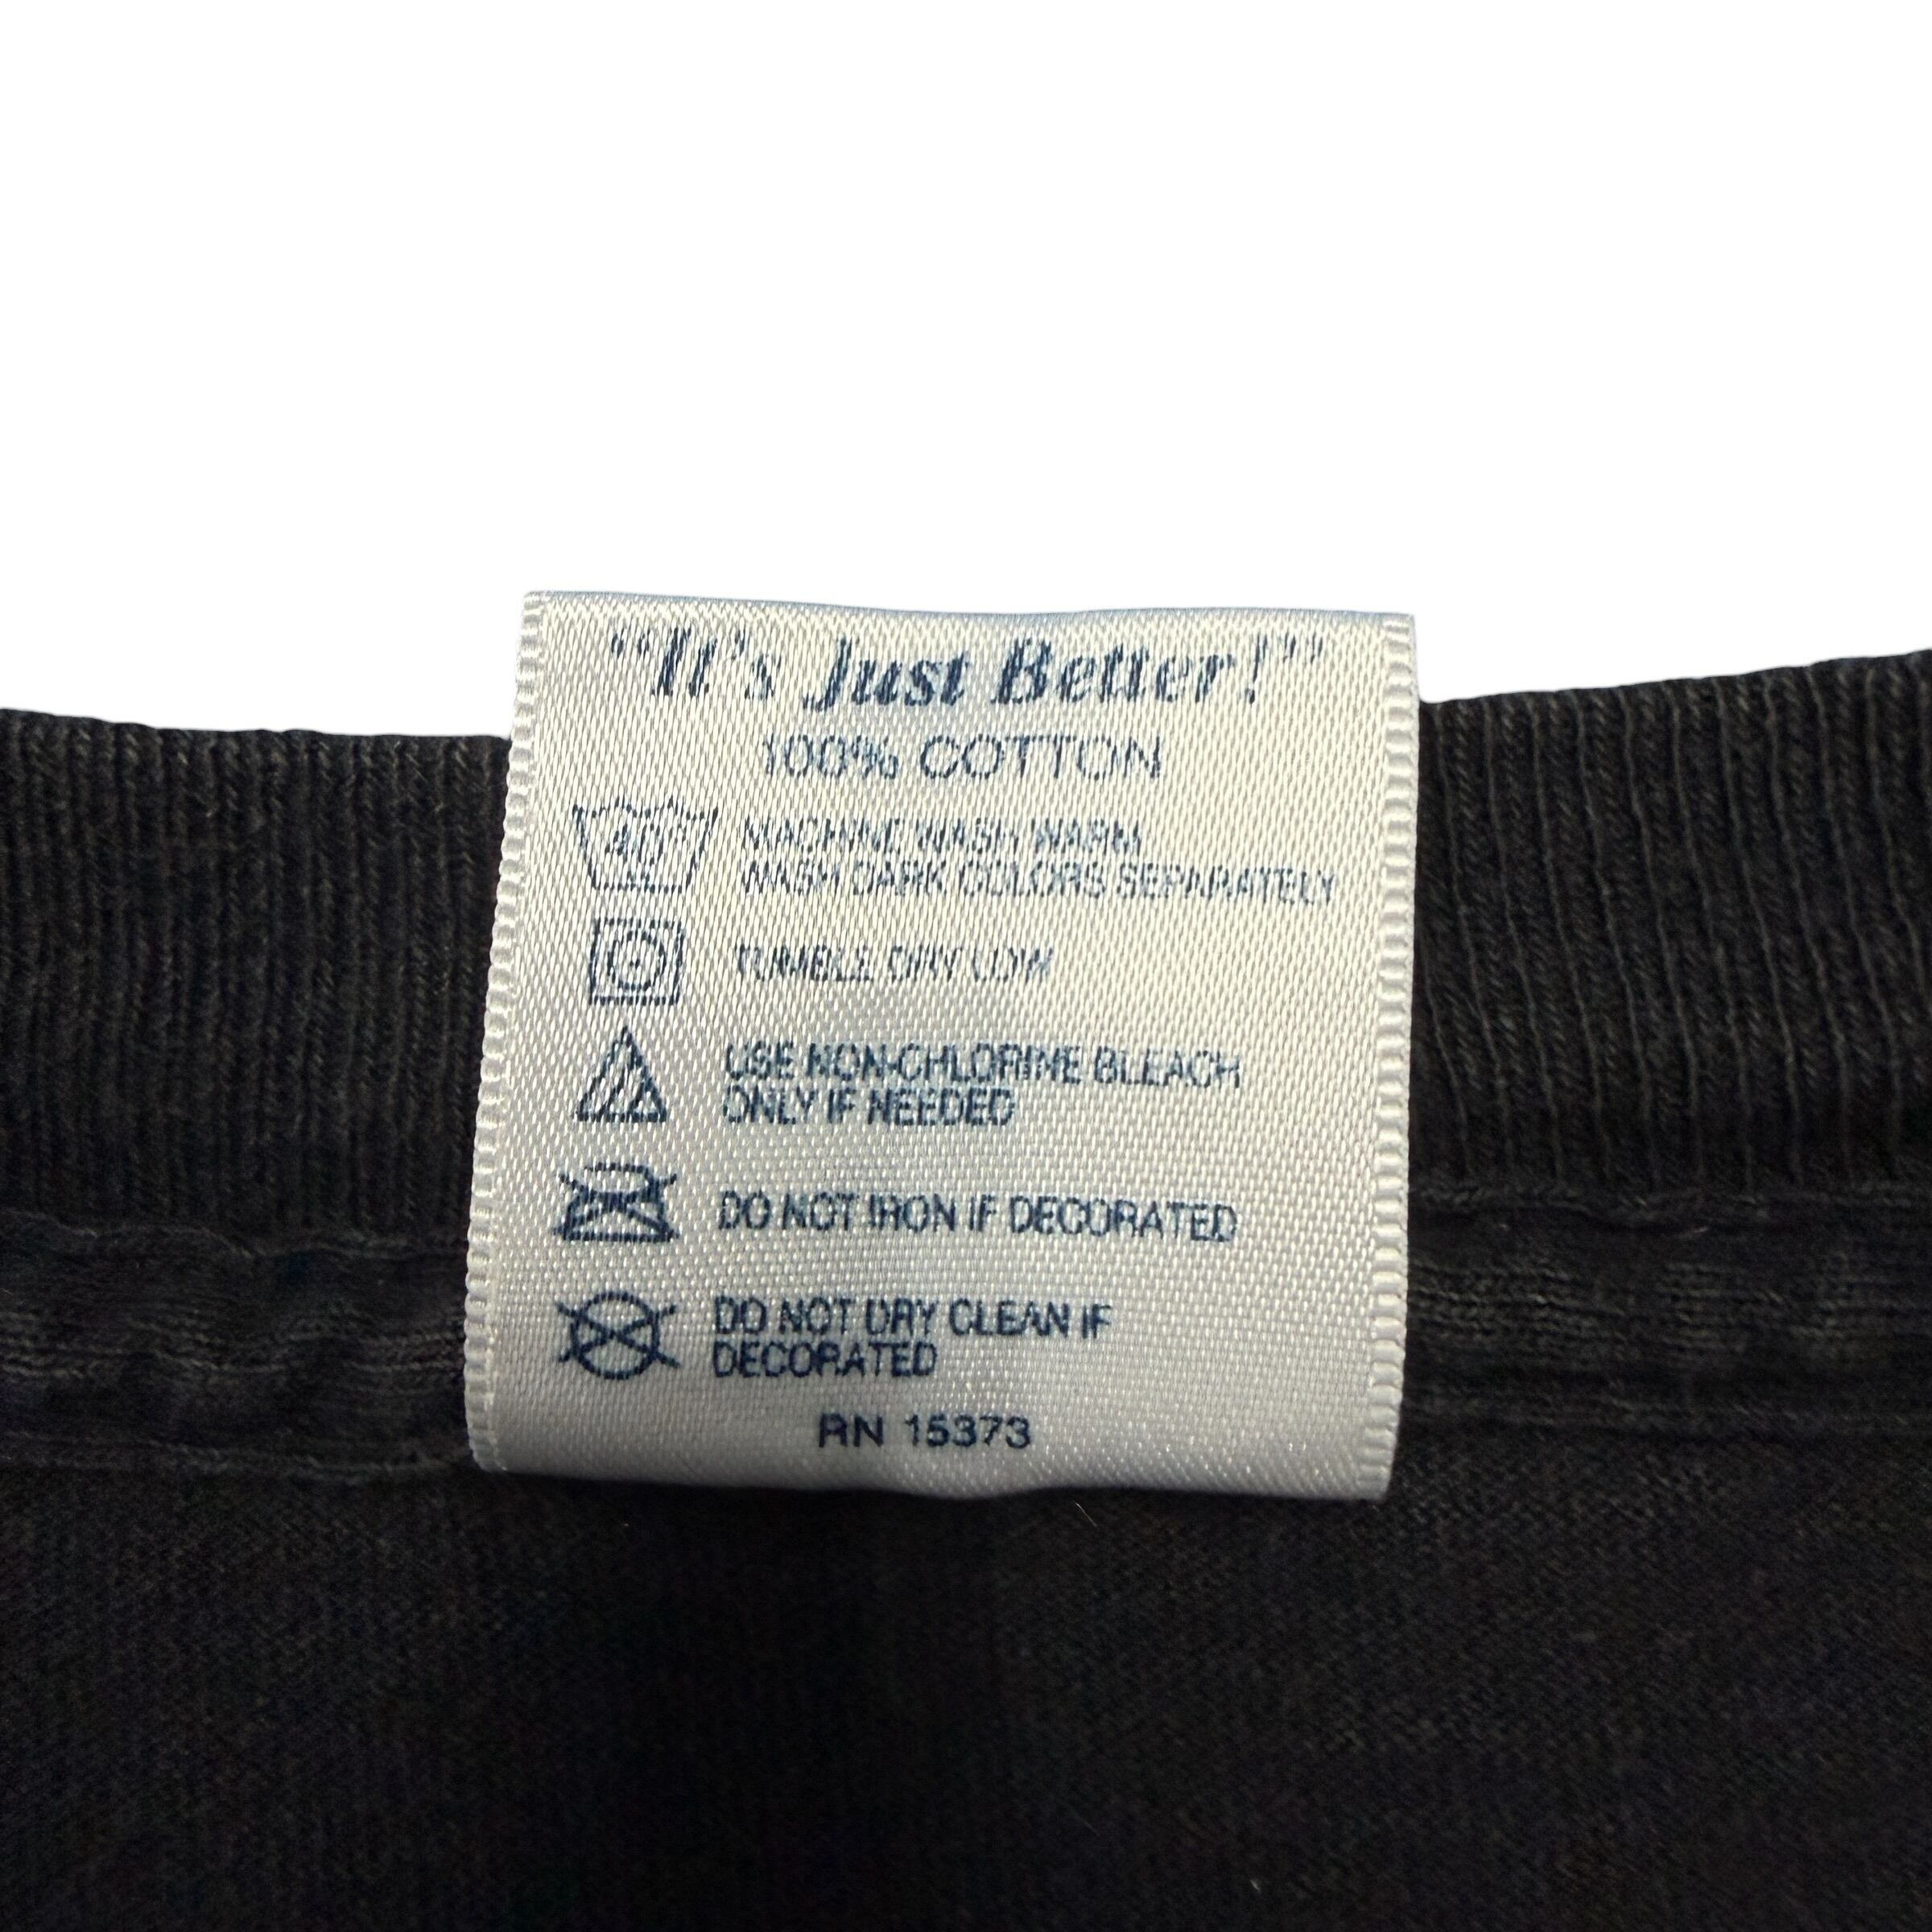 "It's Just Better!"
100% COTTON
40°
MACHINE WASH WARM
WASH DARK COLORS SEPARATELY
TUMBLE DRY LOW
USE NON-CHLORINE BLEACH
ONLY IF NEEDED
DO NOT IRON IF DECORATED
DO NOT DRY CLEAN IF
DECORATED
RN 15373